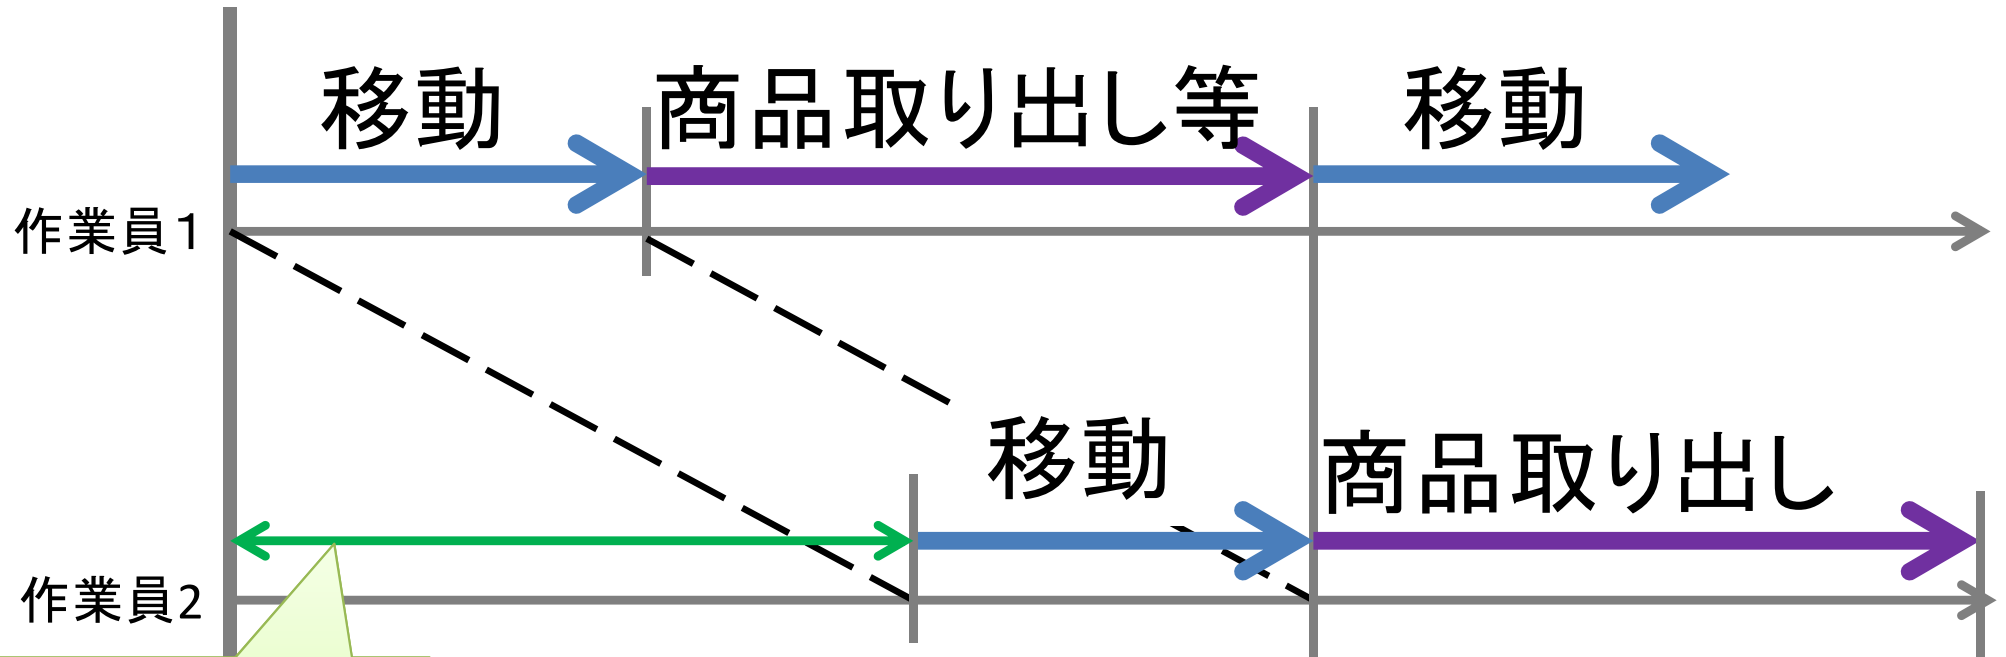 移動 商品取り出し等 移動
作業員１
移動 商品取り出し
作業員2